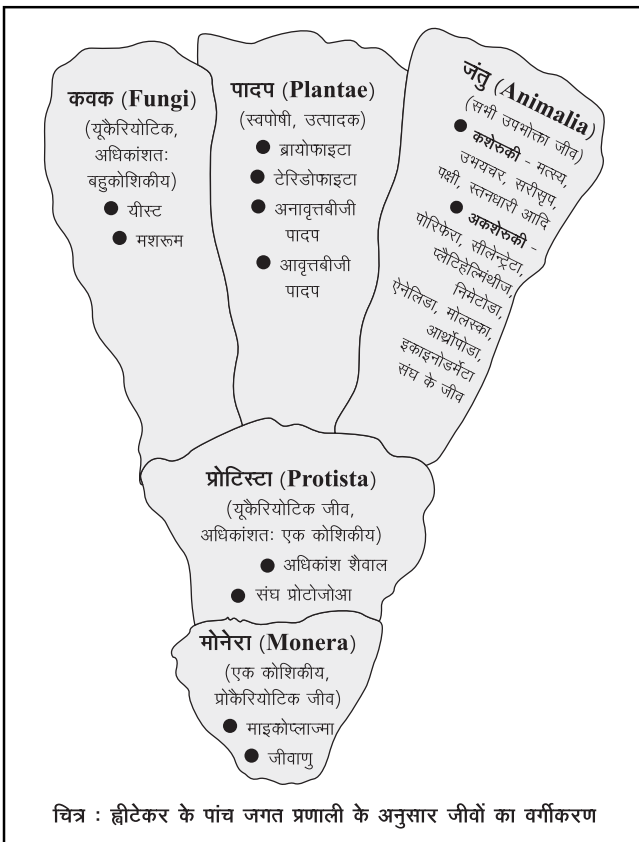 कवक (Fungi)
(यूकैरियोटिक,
अधिकांशतः
बहुकोशिकीय)
● यीस्ट
● मशरूम
पादप (Plantae)
(स्वपोषी, उत्पादक)
● ब्रायोफाइटा
● टेरिडोफाइटा
● अनावृत्तबीजी
पादप
● आवृत्तबीजी
पादप
जंतु (Animalia)
(सभी उपभोक्ता जीव)
● कशेरुकी - मत्स्य,
उभयचर, सरीसृप,
पक्षी, स्तनधारी आदि
● अकशेरुकी -
पोरिफेरा, सीलेन्ट्रेटा,
प्लैटिहेल्मिंथीज,
निमेटोडा,
ऐनेलिडा, मोलस्का,
आर्थ्रोपोडा,
इकाइनोडर्मेटा
संघ के जीव
प्रोटिस्टा (Protista)
(यूकैरियोटिक जीव,
अधिकांशतः एक कोशिकीय)
● अधिकांश शैवाल
● संघ प्रोटोजोआ
मोनेरा (Monera)
(एक कोशिकीय,
प्रोकैरियोटिक जीव)
● माइकोप्लाज्मा
● जीवाणु
चित्र : ह्वीटेकर के पांच जगत प्रणाली के अनुसार जीवों का वर्गीकरण